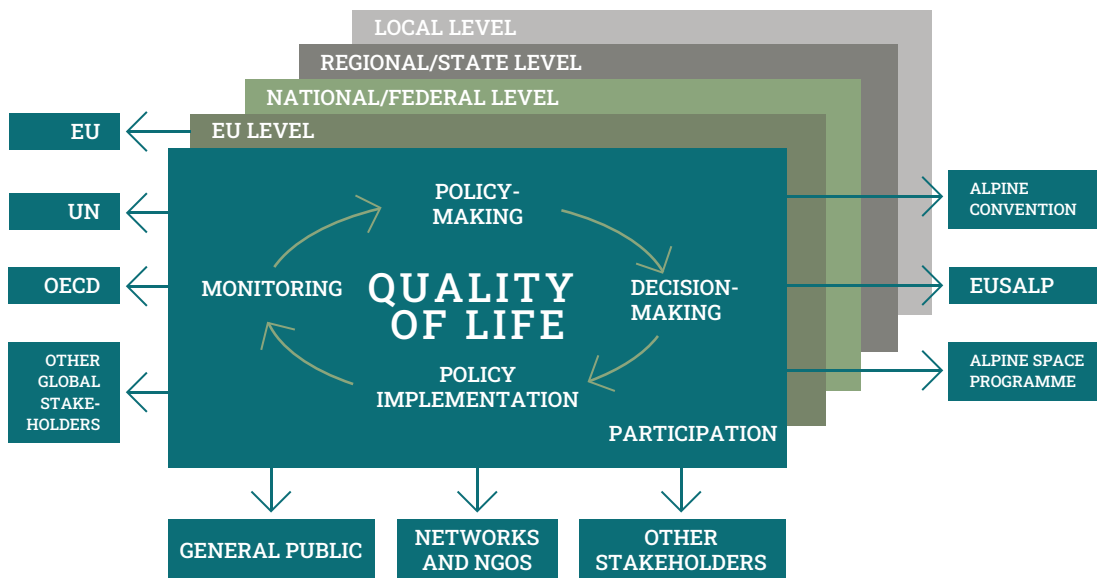 LOCAL LEVEL
REGIONAL/STATE LEVEL
NATIONAL/FEDERAL LEVEL
EU LEVEL
EU
UN
OECD
OTHER
GLOBAL
STAKE-
HOLDERS
POLICY-
MAKING
MONITORING
QUALITY
OF LIFE
DECISION-
MAKING
POLICY
IMPLEMENTATION
PARTICIPATION
ALPINE
CONVENTION
EUSALP
ALPINE SPACE
PROGRAMME
GENERAL PUBLIC
NETWORKS
AND NGOS
OTHER
STAKEHOLDERS